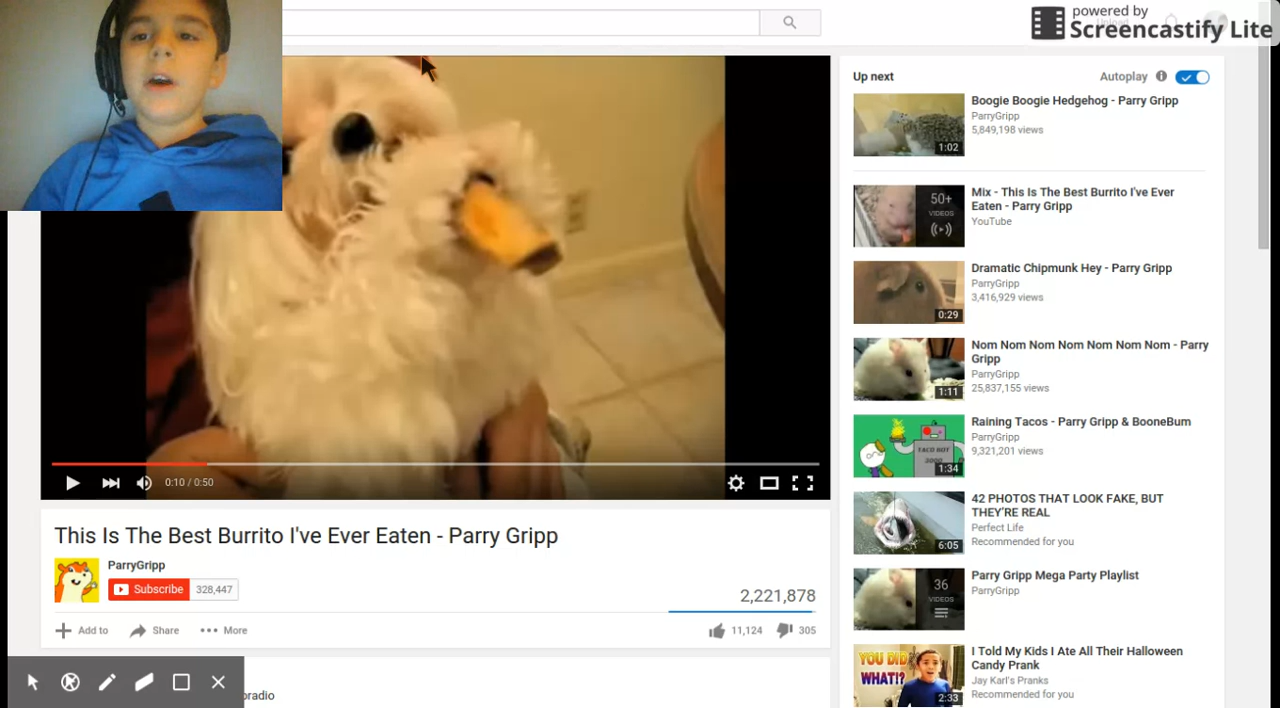 powered by
Screencastify Lite
Up next
Autoplay
Boogie Boogie Hedgehog - Parry Gripp
ParryGripp
5,849,198 views
1:02
50+
VIDEOS
Mix - This Is The Best Burrito I've Ever
Eaten - Parry Gripp
YouTube
Dramatic Chipmunk Hey - Parry Gripp
ParryGripp
3,416,929 views
0:29
Nom Nom Nom Nom Nom Nom Nom - Parry
Gripp
ParryGripp
25,837,155 views
1:11
Raining Tacos - Parry Gripp & BooneBum
ParryGripp
9,321,201 views
TACO BOT
3000
1:34
42 PHOTOS THAT LOOK FAKE, BUT
THEY'RE REAL
Perfect Life
Recommended for you
6:05
36
VIDEOS
Parry Gripp Mega Party Playlist
ParryGripp
YOU DID
WHAT!?
I Told My Kids I Ate All Their Halloween
Candy Prank
Jay Karl's Pranks
Recommended for you
2:33
0:10 / 0:50
This Is The Best Burrito I've Ever Eaten - Parry Gripp
ParryGripp
Subscribe 328,447
2,221,878
Add to Share More
11,124 305
oradio